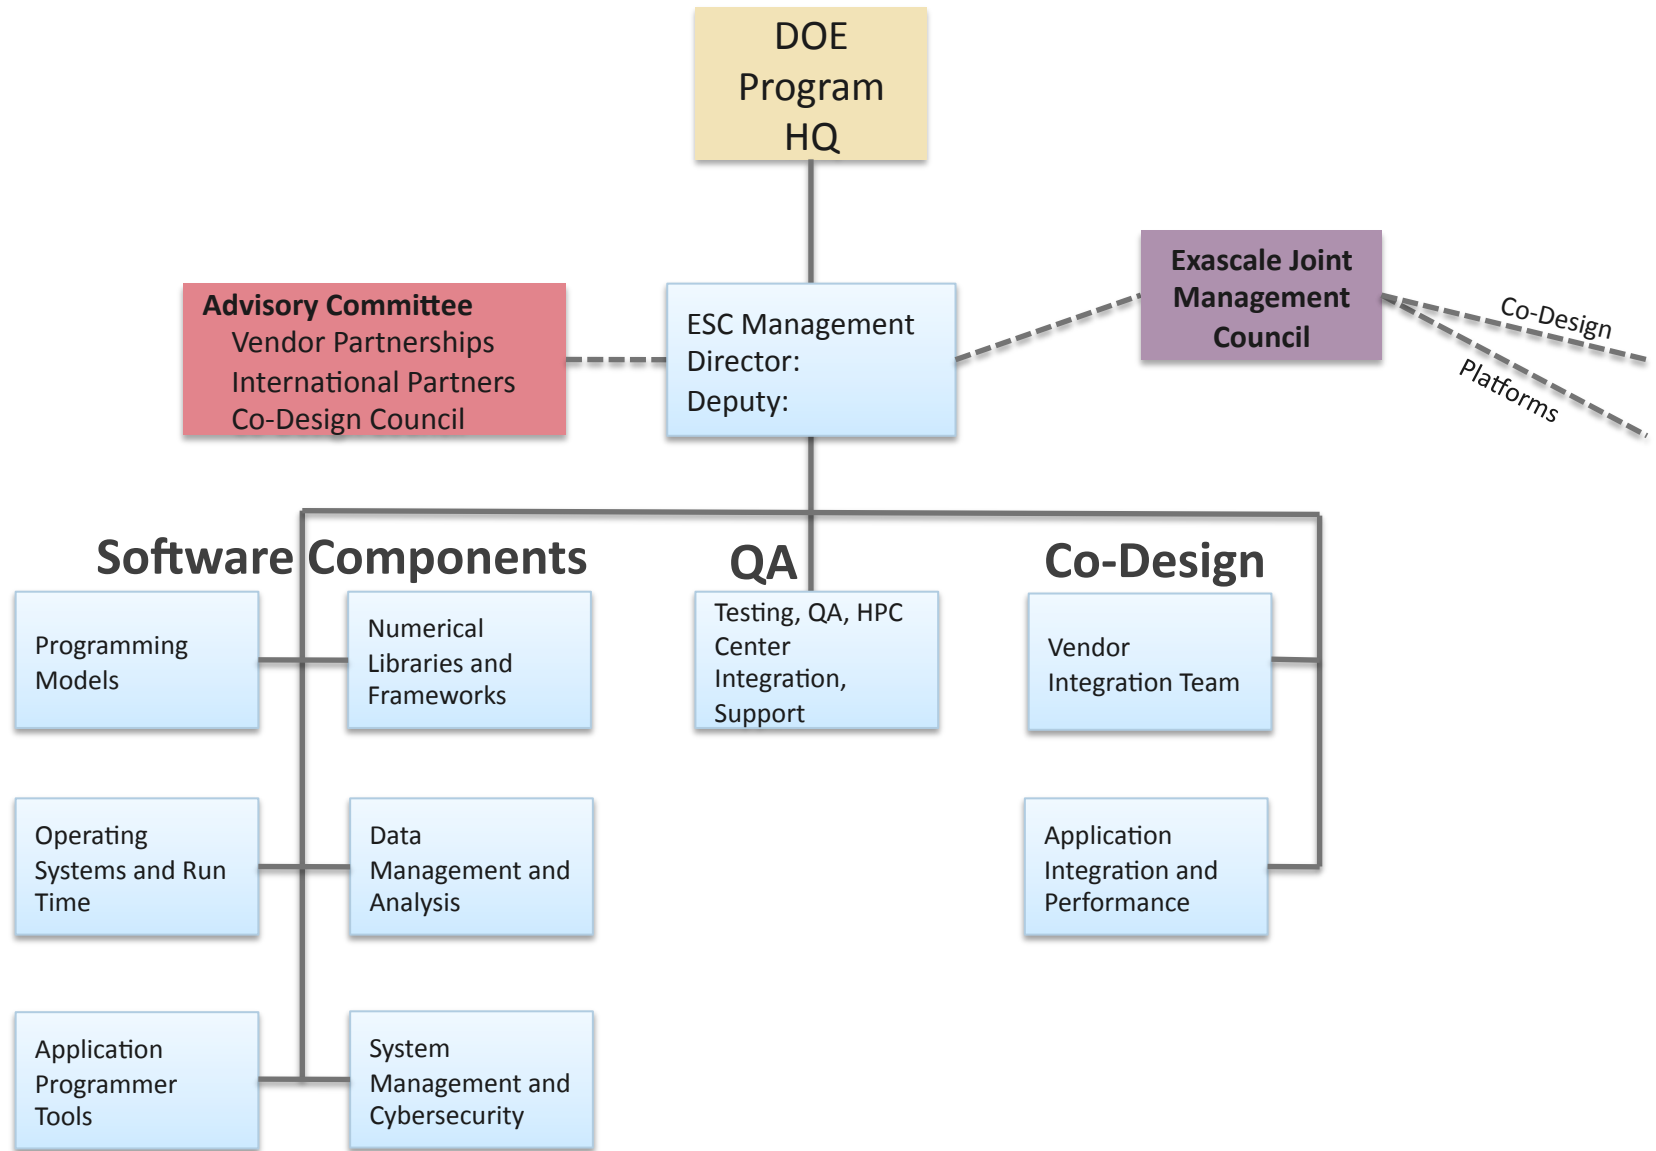 DOE
Program
HQ
Exascale Joint
Management
Council
Co-Design
Platforms
Advisory Committee
Vendor Partnerships
International Partners
Co-Design Council
ESC Management
Director:
Deputy:
Software Components
QA
Co-Design
Programming
Models
Numerical
Libraries and
Frameworks
Testing, QA, HPC
Center
Integration,
Support
Vendor
Integration Team
Operating
Systems and Run
Time
Data
Management and
Analysis
Application
Integration and
Performance
Application
Programmer
Tools
System
Management and
Cybersecurity